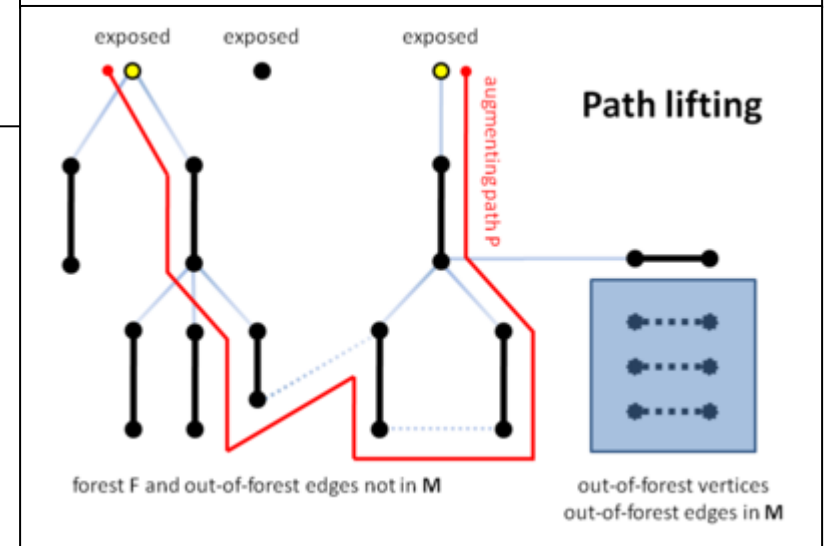 exposed
exposed
exposed
augmenting path P
Path lifting
forest F and out-of-forest edges not in M
out-of-forest vertices
out-of-forest edges in M